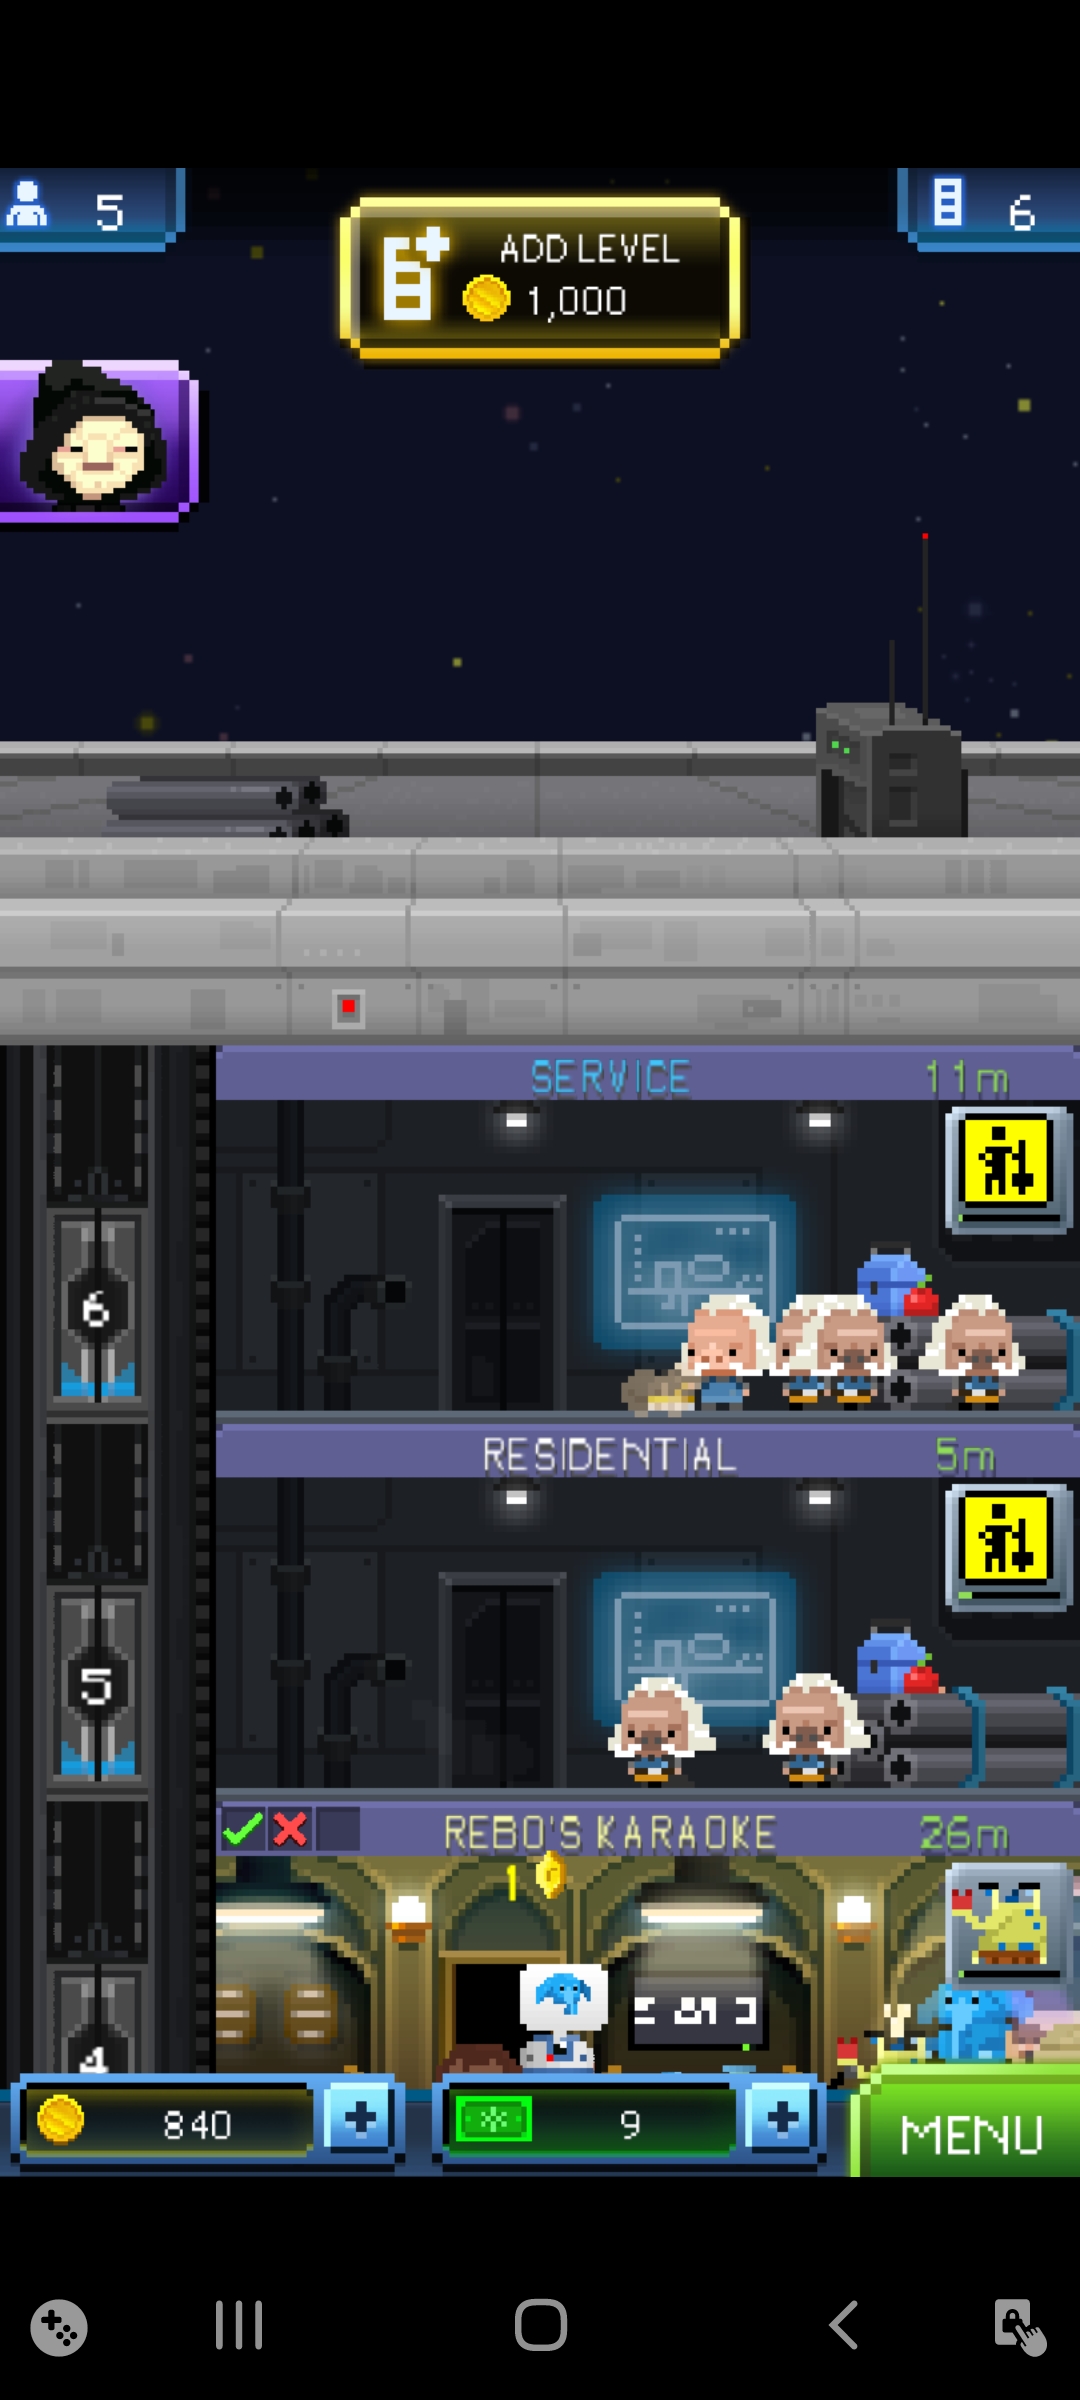 5
ADD LEVEL
1,000
6
SERVICE
11m
6
RESIDENTIAL
5m
5
REBO'S KARAOKE
26m
1
4
840
9
MENU